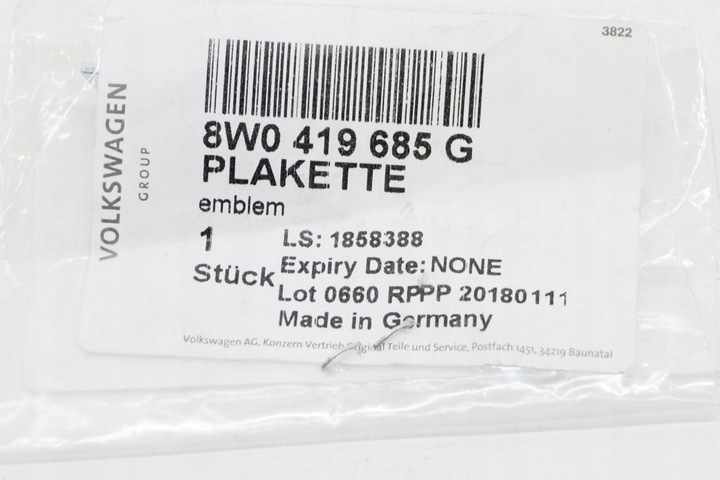 3822
VOLKSWAGEN
GROUP
8W0 419 685 G
PLAKETTE
emblem
1 LS: 1858388
Stück Expiry Date: NONE
Lot 0660 RPPP 20180111
Made in Germany
Volkswagen AG, Konzern Vertrieb Original Teile und Service, Postfach 1451, 34219 Baunatal